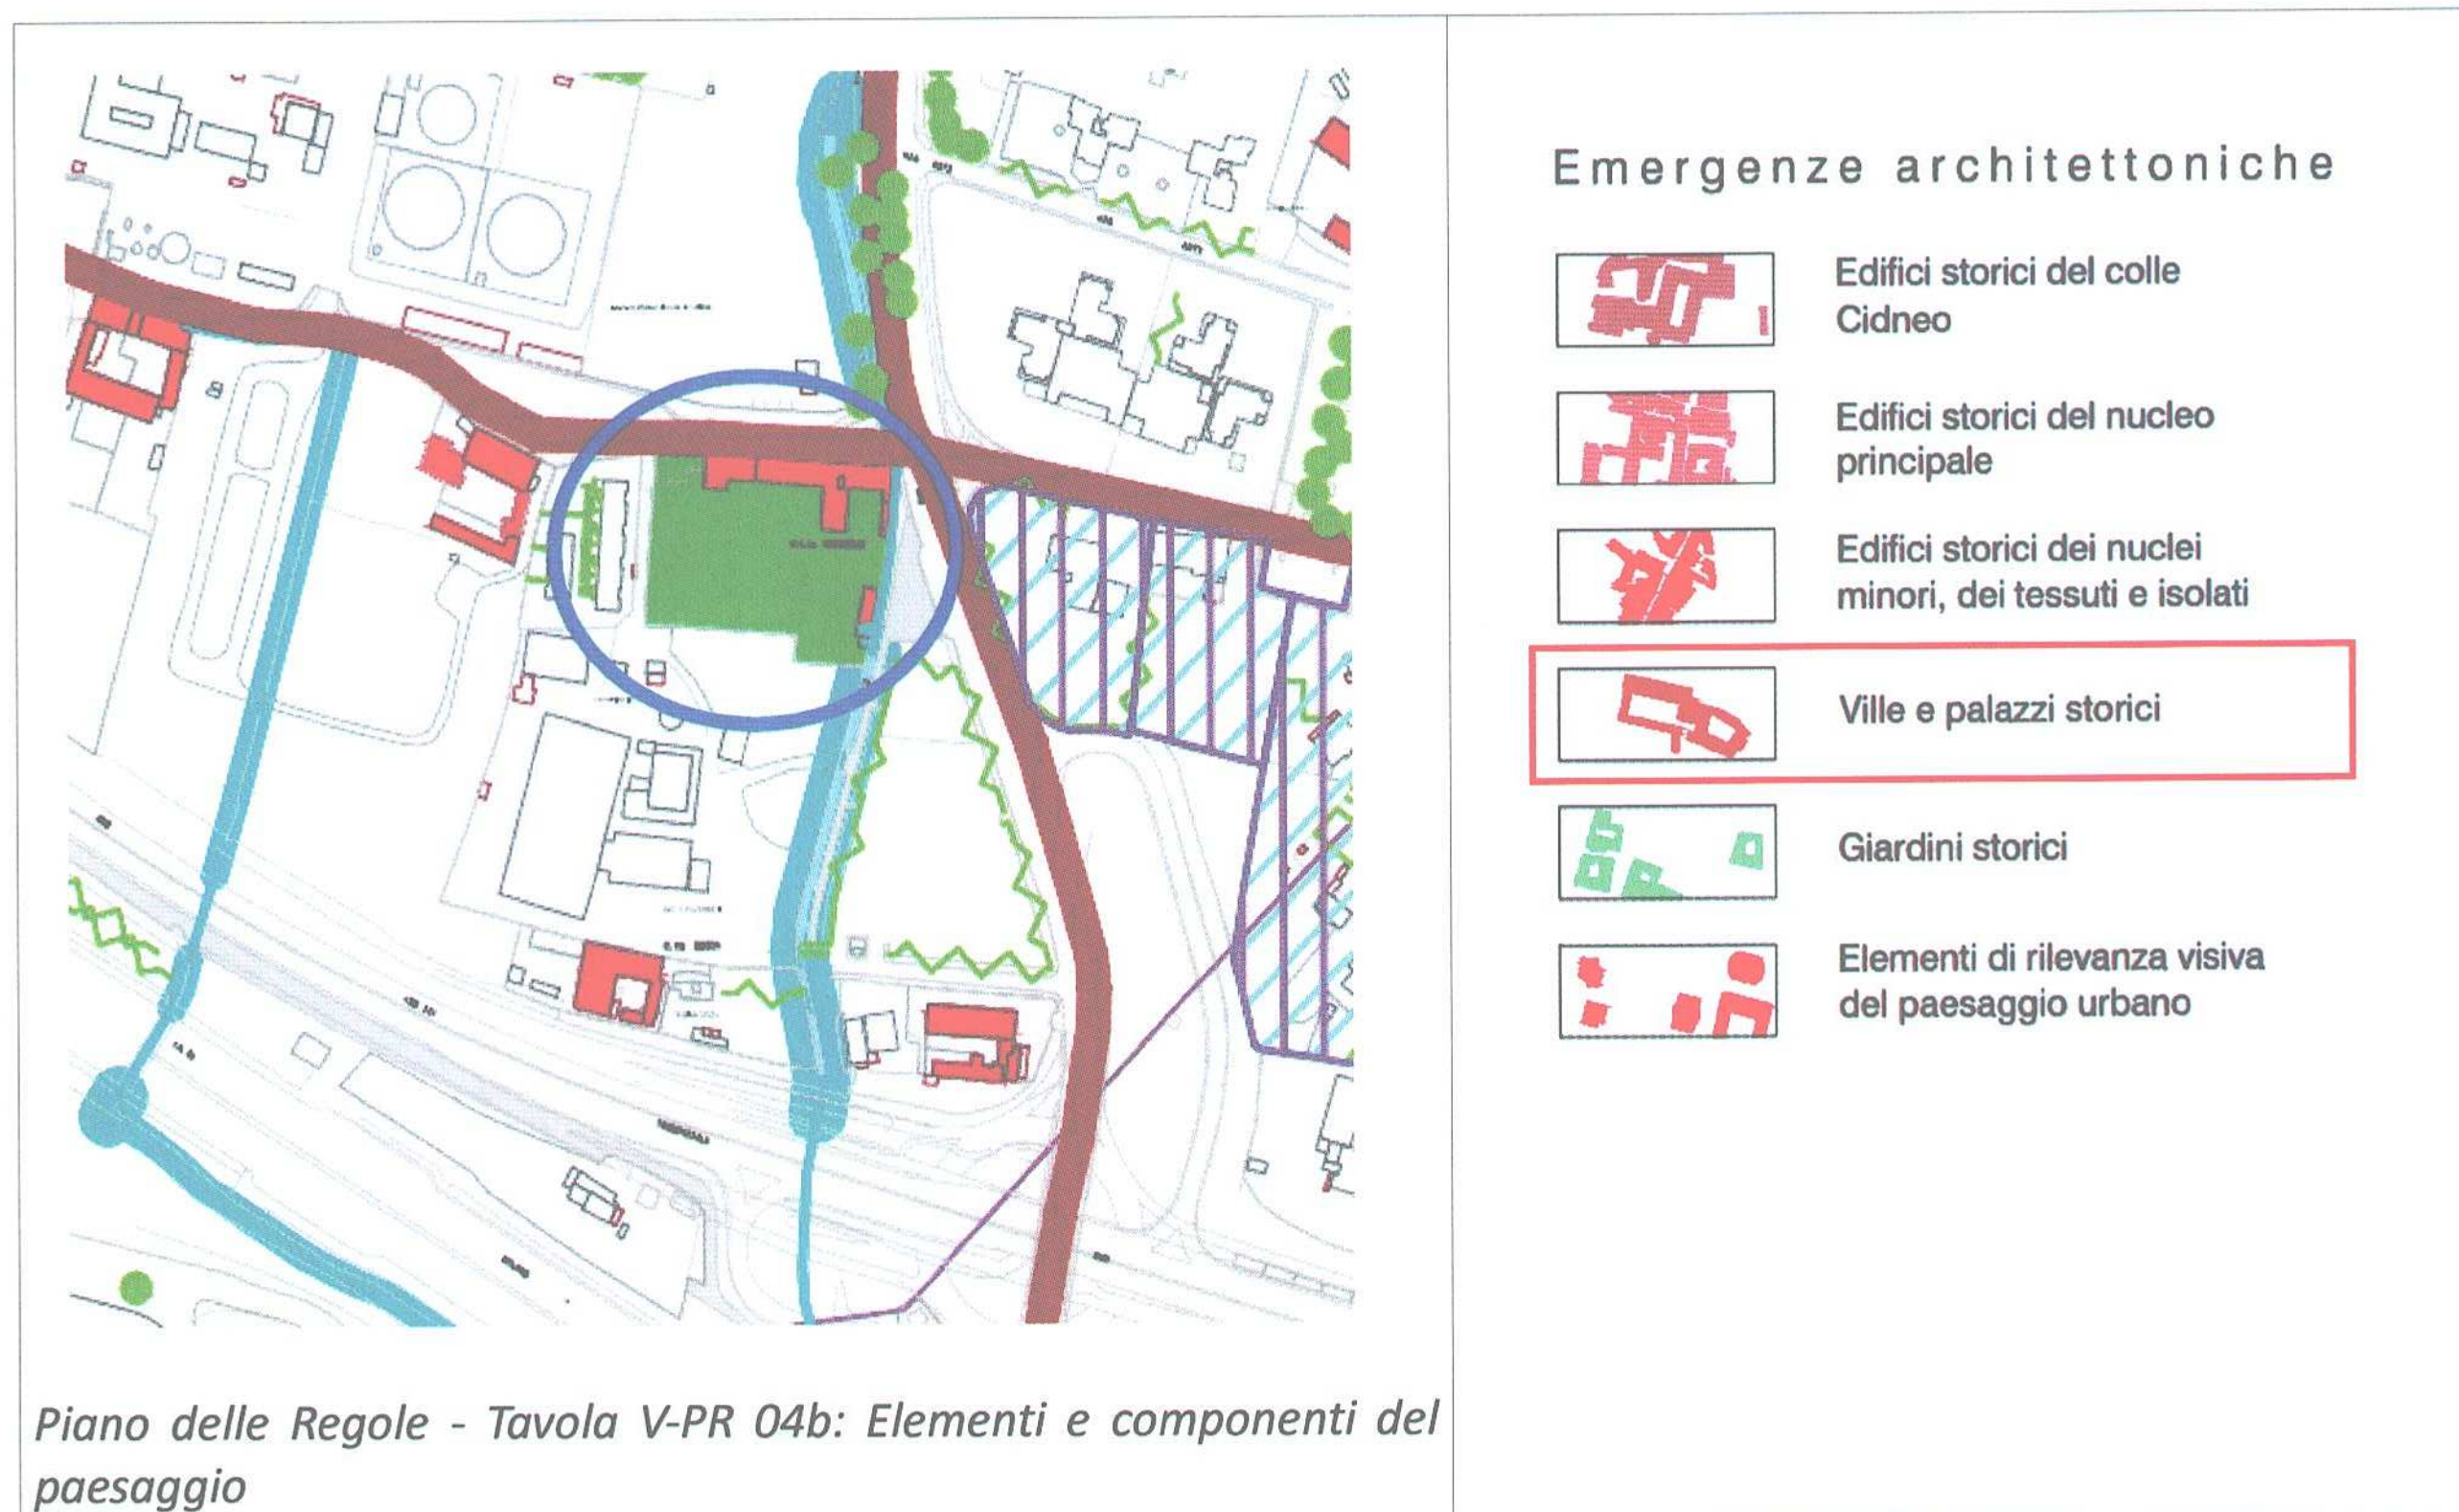 Emergenze architettoniche
Edifici storici del colle
Cidneo
Edifici storici del nucleo
principale
Edifici storici dei nuclei
minori, dei tessuti e isolati
Ville e palazzi storici
Giardini storici
Elementi di rilevanza visiva
del paesaggio urbano
Piano delle Regole - Tavola V-PR 04b: Elementi e componenti del
paesaggio